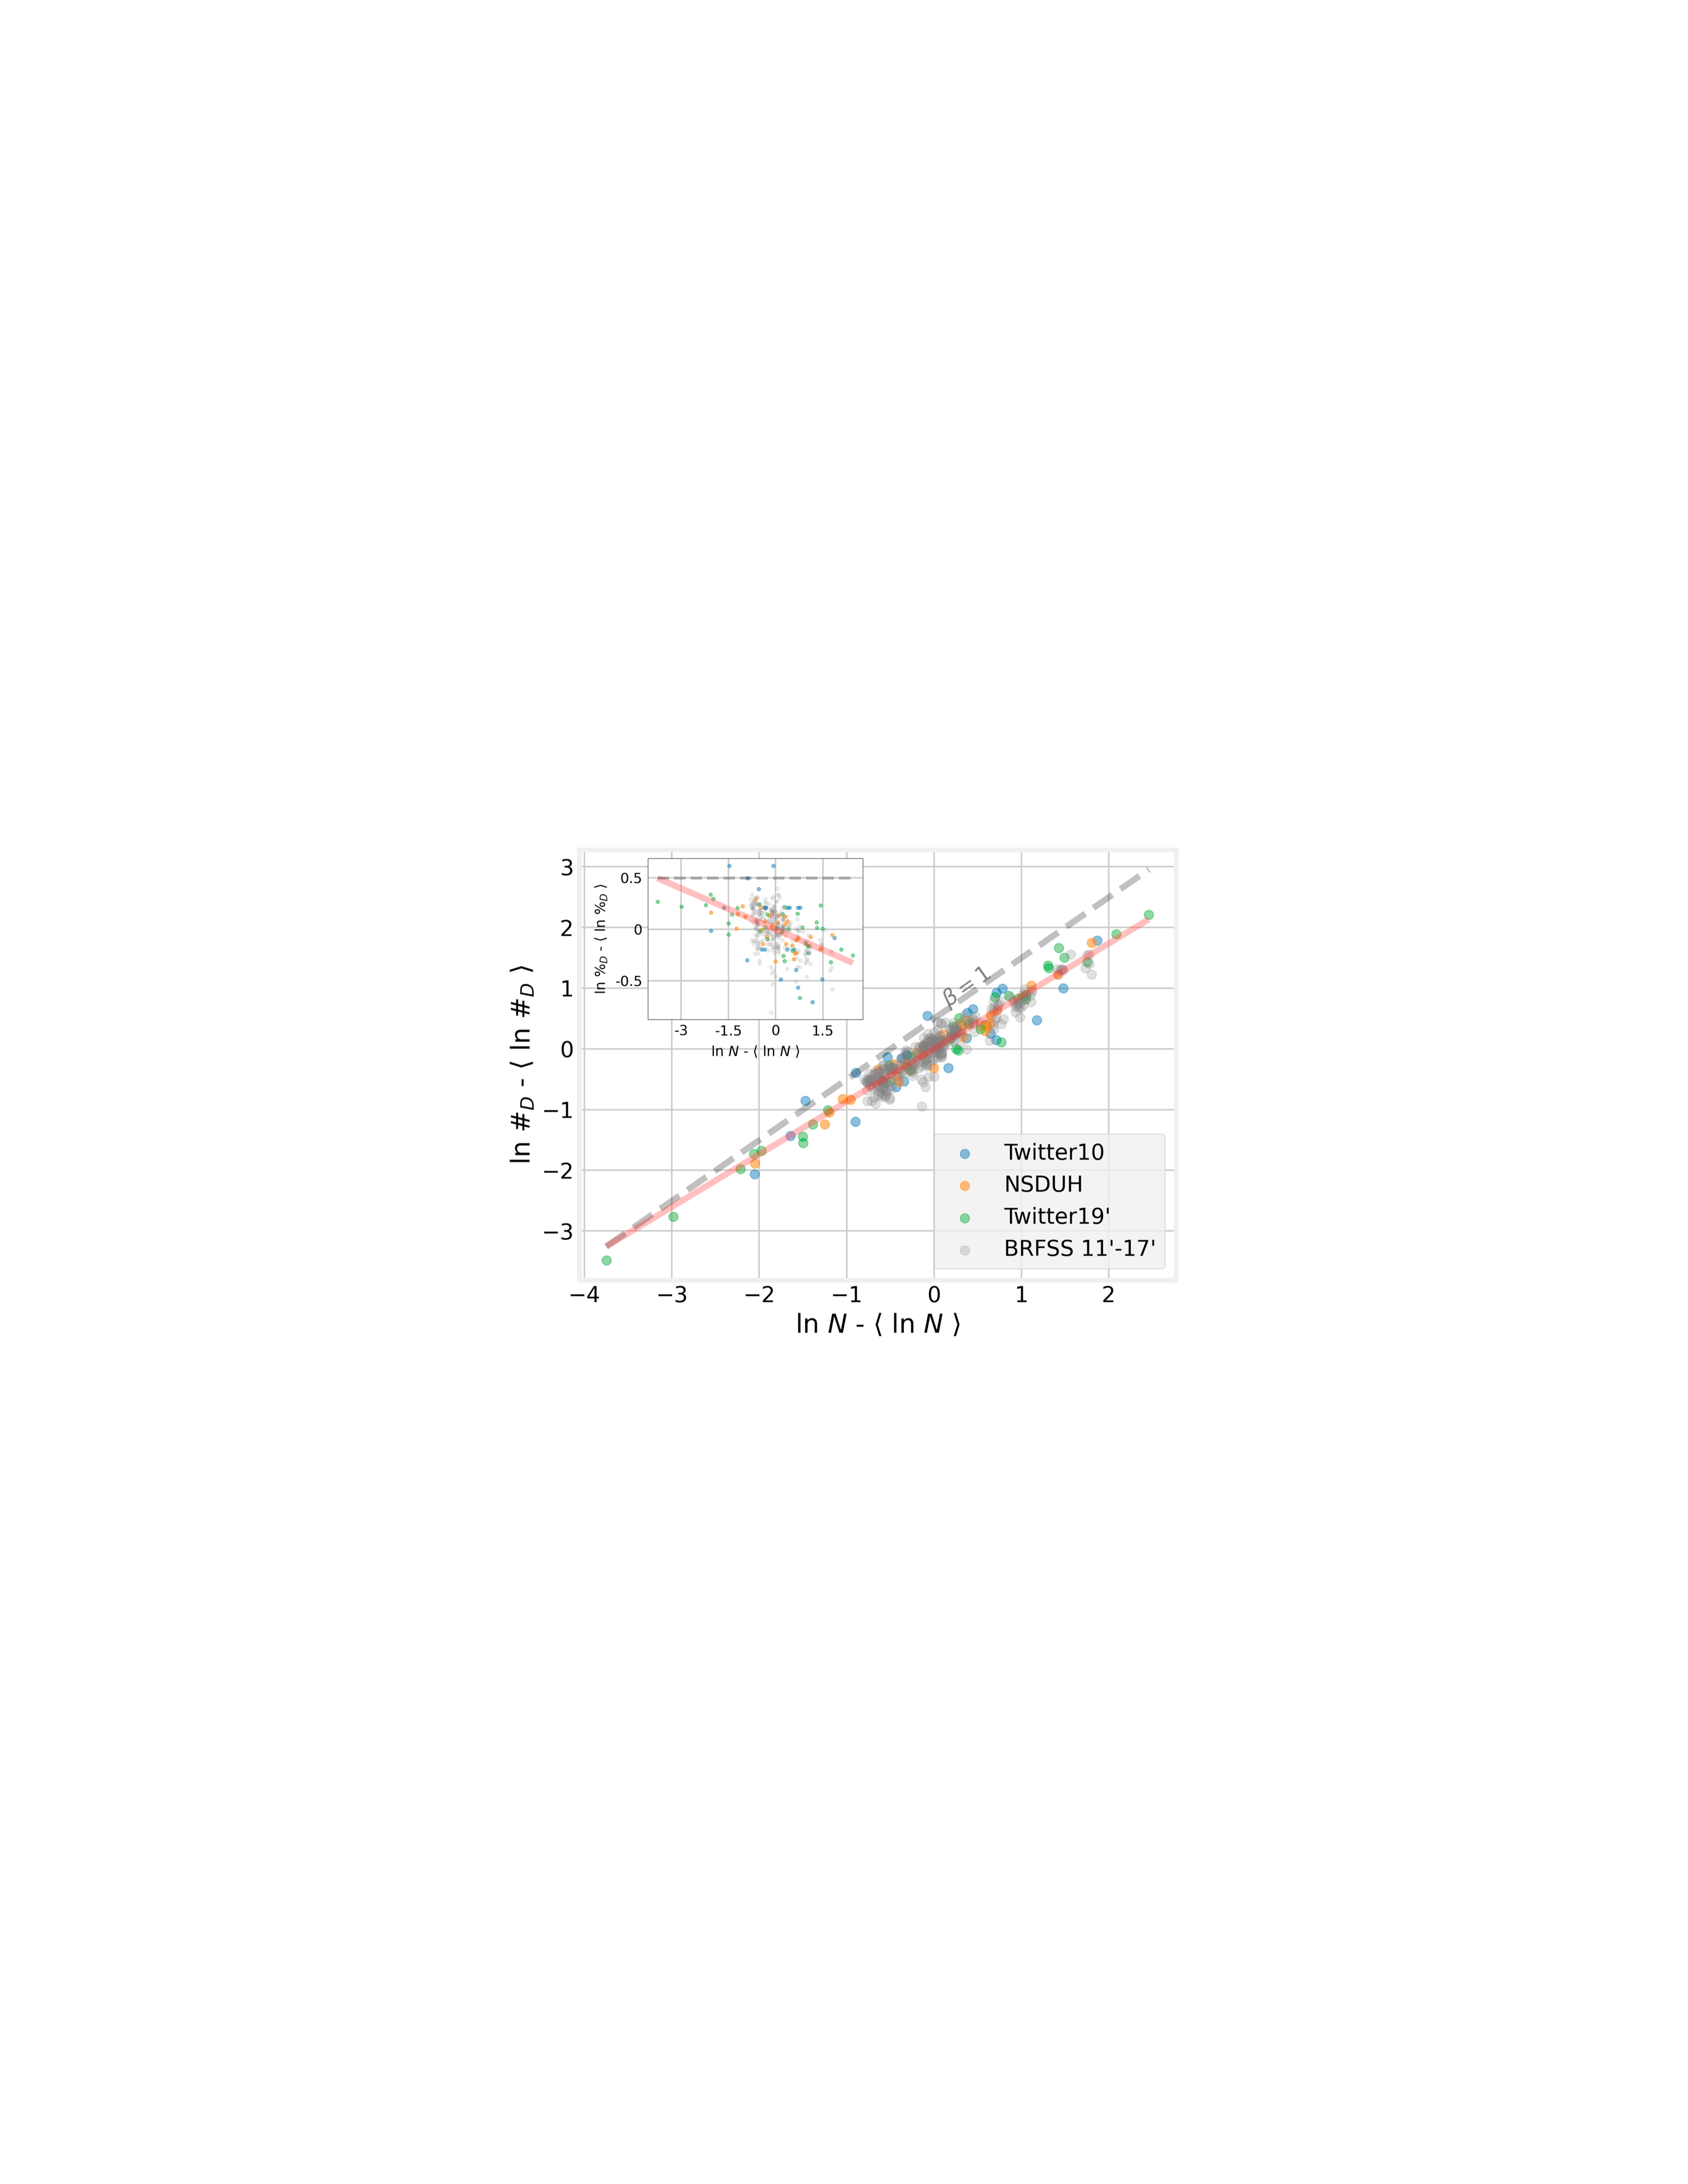 3
2
1
0
−1
−2
−3
ln #D - ⟨ ln #D ⟩
0.5
0
-0.5
ln %D - ⟨ ln %D ⟩
-3 -1.5 0 1.5
ln N - ⟨ ln N ⟩
β = 1
Twitter10
NSDUH
Twitter19'
BRFSS 11'-17'
−4 −3 −2 −1 0 1 2
ln N - ⟨ ln N ⟩